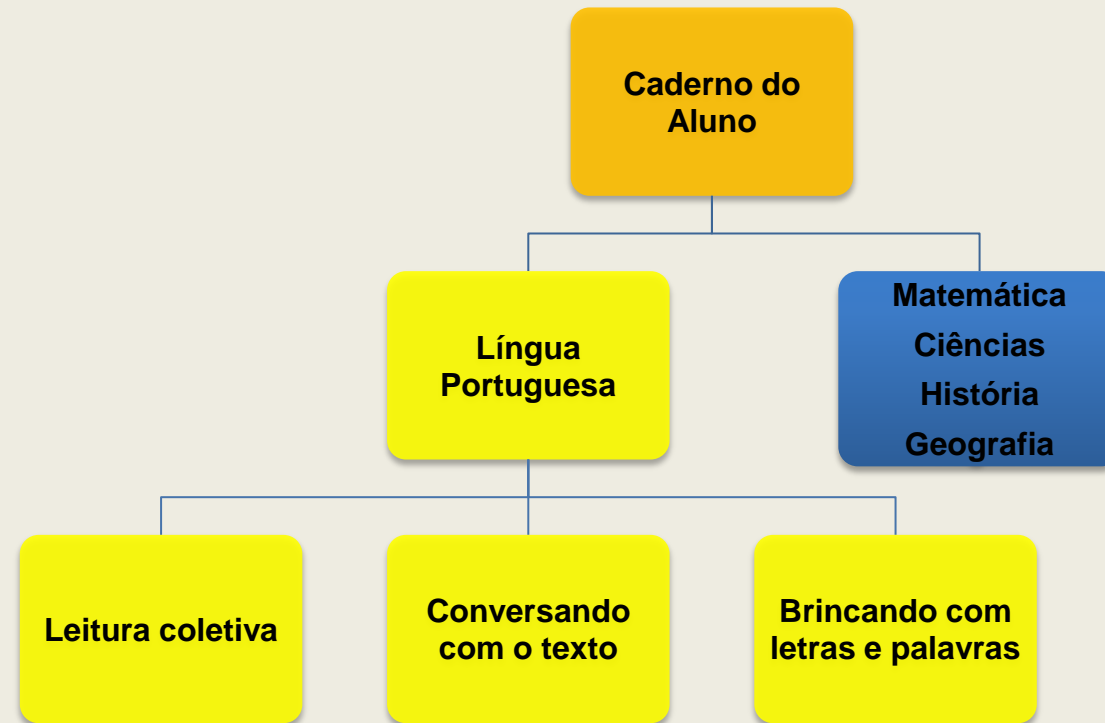 Caderno do
Aluno
Língua
Portuguesa
Matemática
Ciências
História
Geografia
Leitura coletiva
Conversando
com o texto
Brincando com
letras e palavras